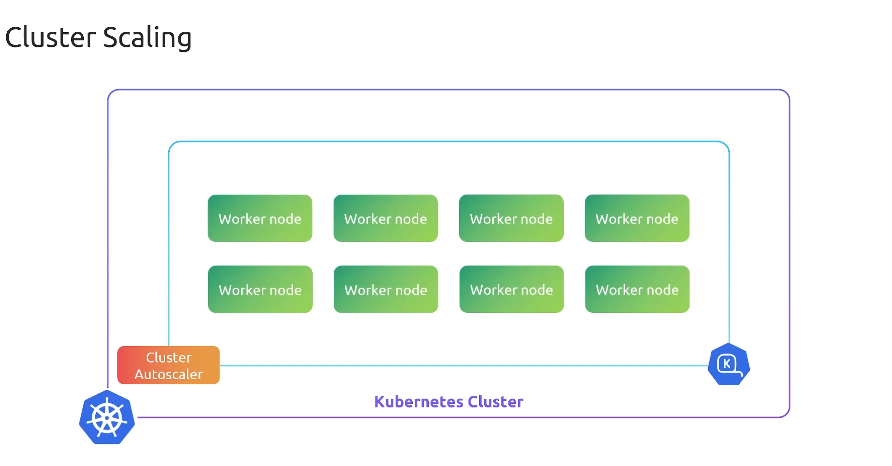 Cluster Scaling
Worker node
Worker node
Worker node
Worker node
Worker node
Worker node
Worker node
Worker node
Cluster
Autoscaler
K
Kubernetes Cluster